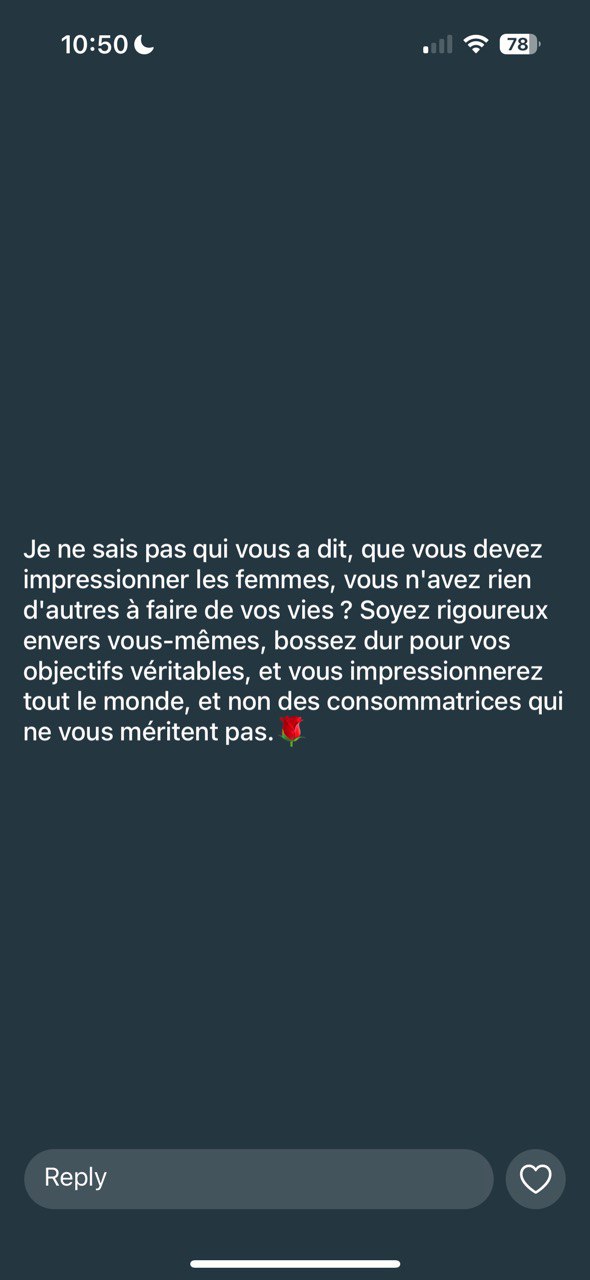 10:50
78
Je ne sais pas qui vous a dit, que vous devez
impressionner les femmes, vous n'avez rien
d'autres à faire de vos vies ? Soyez rigoureux
envers vous-mêmes, bossez dur pour vos
objectifs véritables, et vous impressionnerez
tout le monde, et non des consommatrices qui
ne vous méritent pas.🌹
Reply